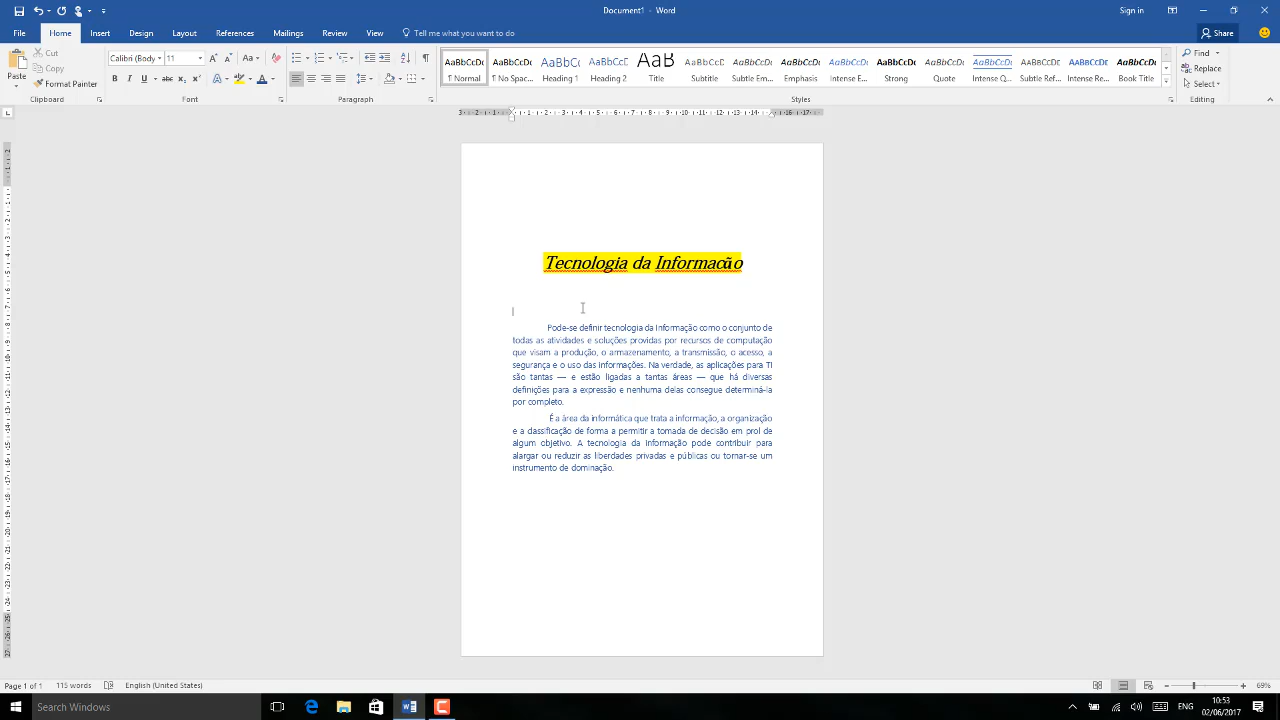 Document1 - Word
Sign in
File Home Insert Design Layout References Mailings Review View Tell me what you want to do Share
Paste Cut Copy Format Painter
Calibri (Body 11 A A Aa
B I U abc x₂ x² A ab A
AaBbCcDc AaBbCcDc AaBbCc AaBbCcD AaB AaBbCcD AaBbCcDc AaBbCcDc AaBbCcDc AaBbCcDc AaBbCcDc AaBbCcDc AaBbCcDc AaBbCcDc AaBbCcDc
¶ Normal ¶ No Spac... Heading 1 Heading 2 Title Subtitle Subtle Em... Emphasis Intense E... Strong Quote Intense Q... Subtle Ref... Intense Re... Book Title
Find
Replace
Select
Clipboard Font Paragraph Styles Editing
Tecnologia da Informacão
Pode-se definir tecnologia da Informação como o conjunto de
todas as atividades e soluções providas por recursos de computação
que visam a produção, o armazenamento, a transmissão, o acesso, a
segurança e o uso das informações. Na verdade, as aplicações para TI
são tantas — e estão ligadas a tantas áreas — que há diversas
definições para a expressão e nenhuma delas consegue determiná-la
por completo.
É a área da informática que trata a informação, a organização
e a classificação de forma a permitir a tomada de decisão em prol de
algum objetivo. A tecnologia da informação pode contribuir para
alargar ou reduzir as liberdades privadas e públicas ou tornar-se um
instrumento de dominação.
Page 1 of 1 115 words English (United States) 69%
Search Windows
ENG
10:53
02/06/2017